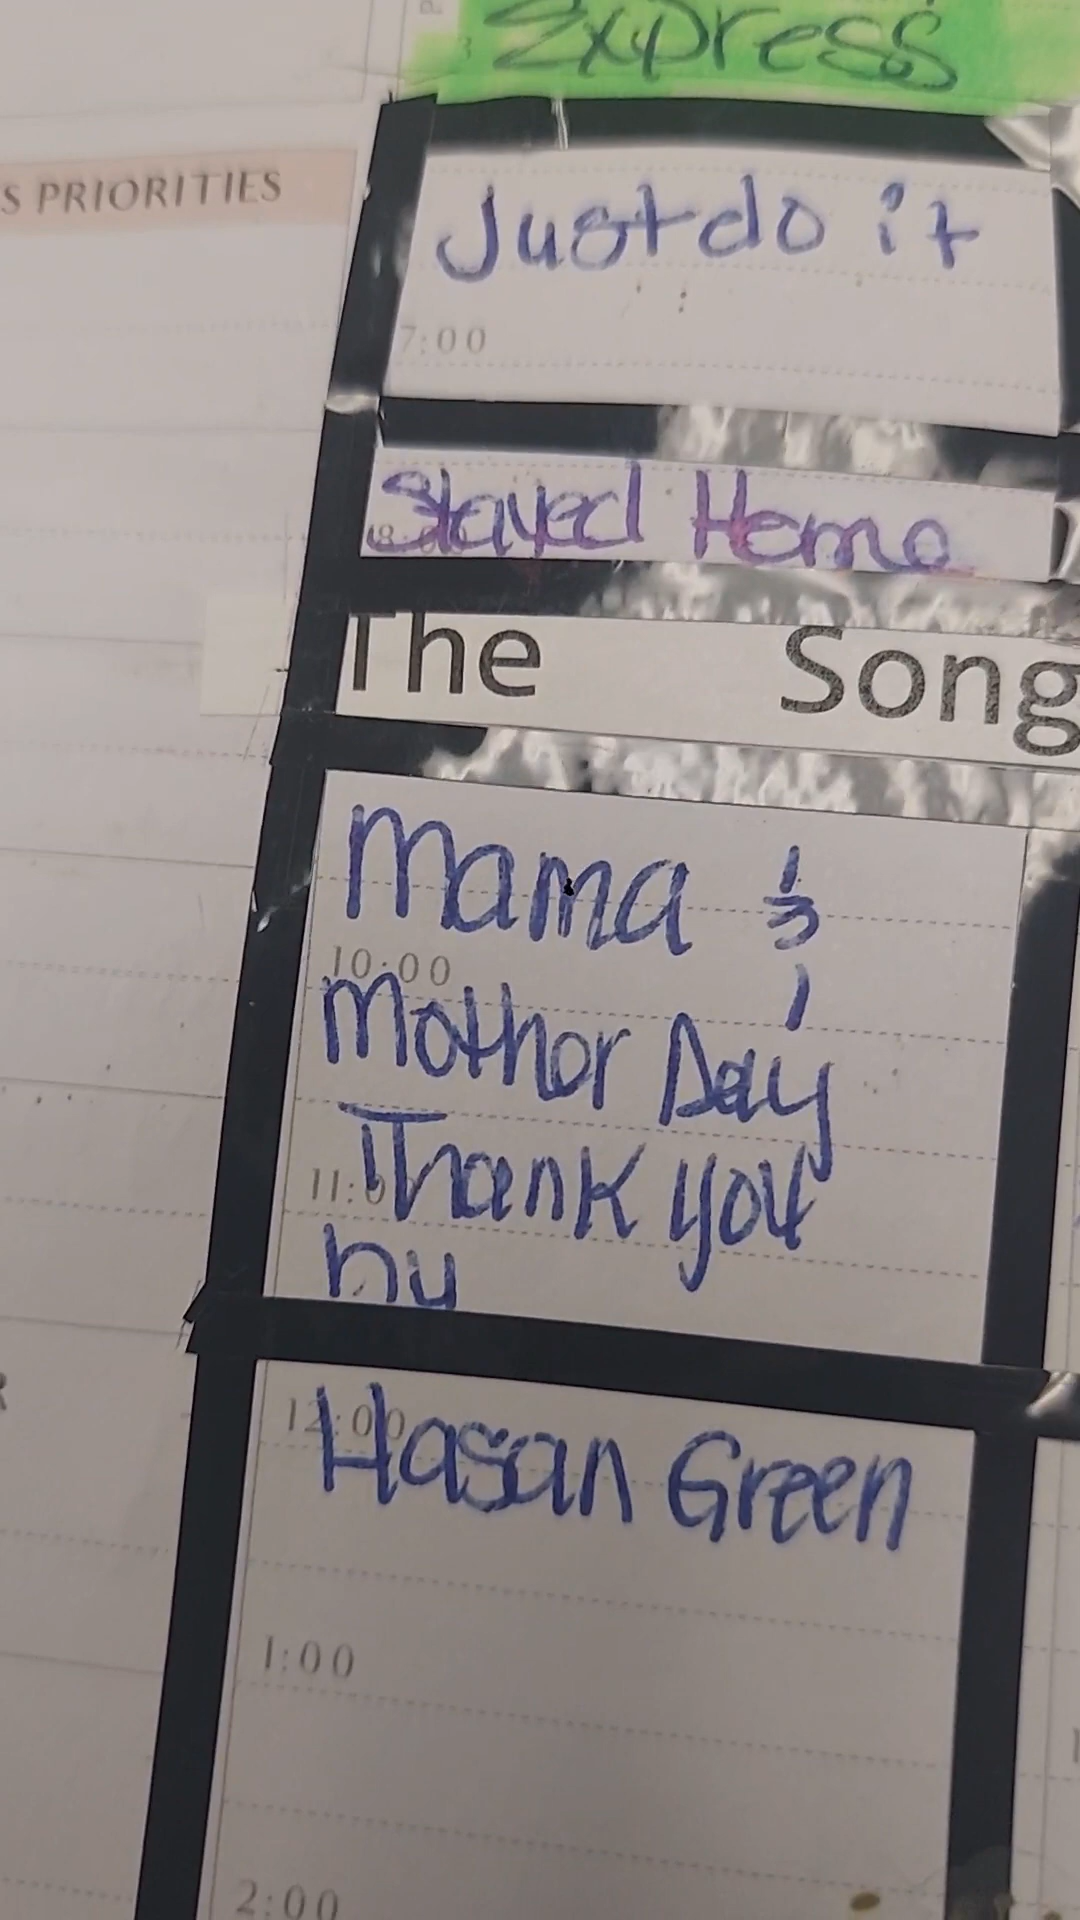 Express
S PRIORITIES
Just do it
7:00
Stayed Home
The Song
Mama &
10:00
Mother Day
Thank you
11:00
by
12:00
Hasan Green
1:00
2:00